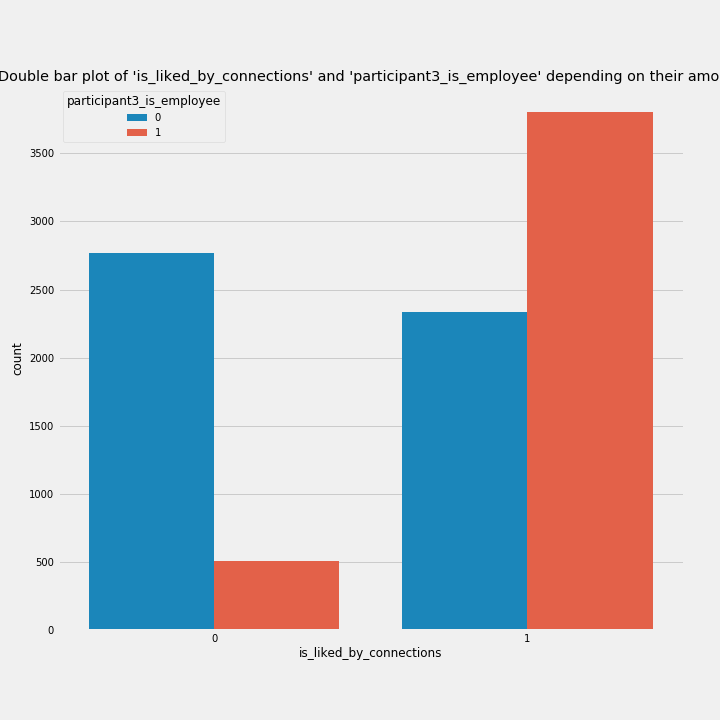 Double bar plot of 'is_liked_by_connections' and 'participant3_is_employee' depending on their amo
participant3_is_employee
0
1
3500
3000
2500
2000
1500
1000
500
0
count
0 1
is_liked_by_connections